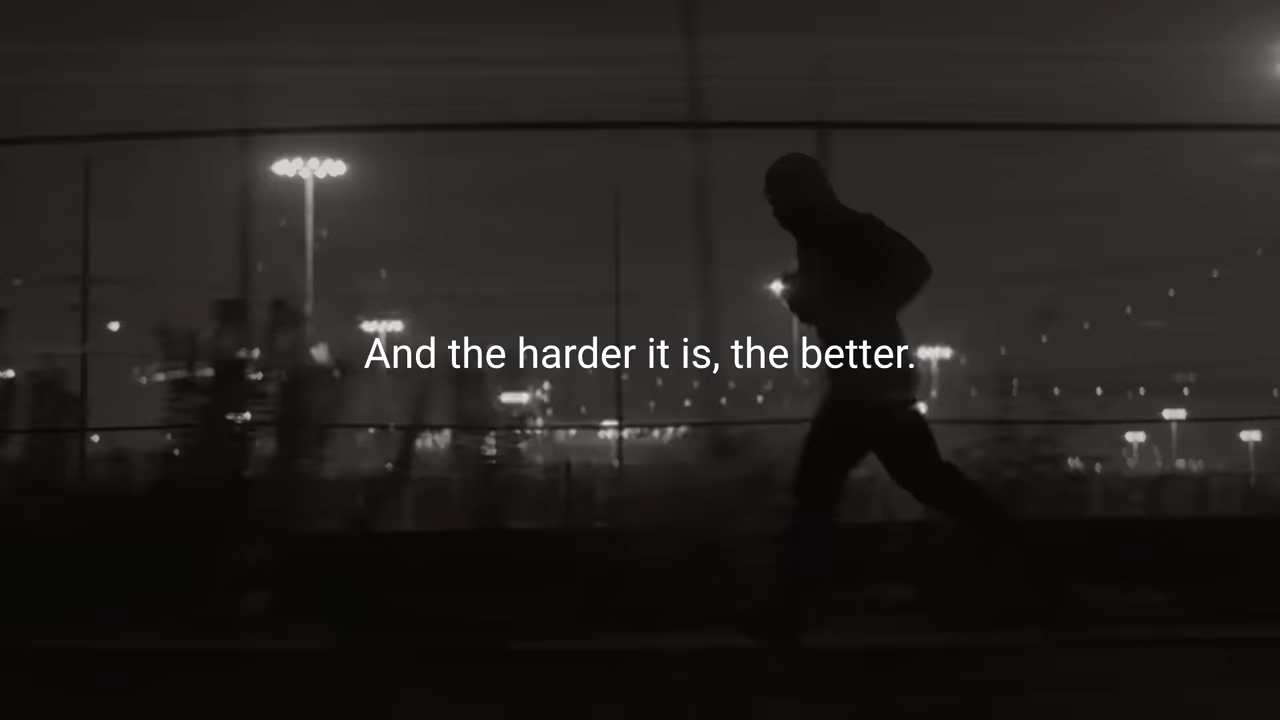 And the harder it is, the better.